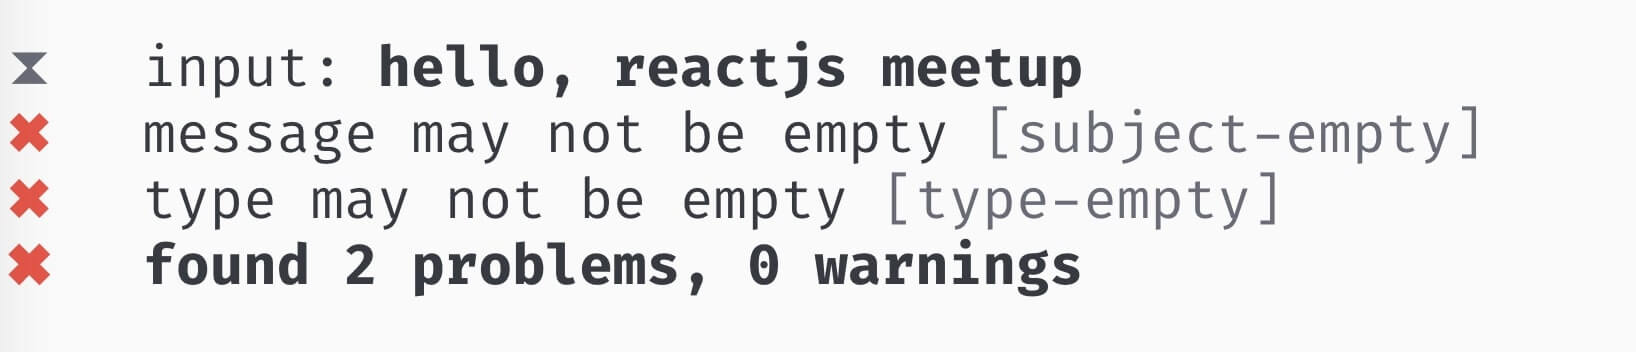 input: hello, reactjs meetup
message may not be empty [subject-empty]
type may not be empty [type-empty]
found 2 problems, 0 warnings